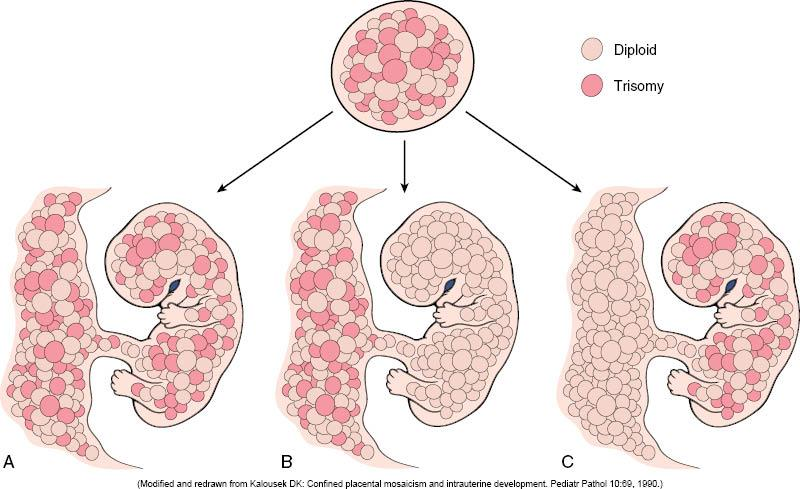 Diploid
Trisomy
A
B
C
(Modified and redrawn from Kalousek DK: Confined placental mosaicism and intrauterine development. Pediatr Pathol 10:69, 1990.)